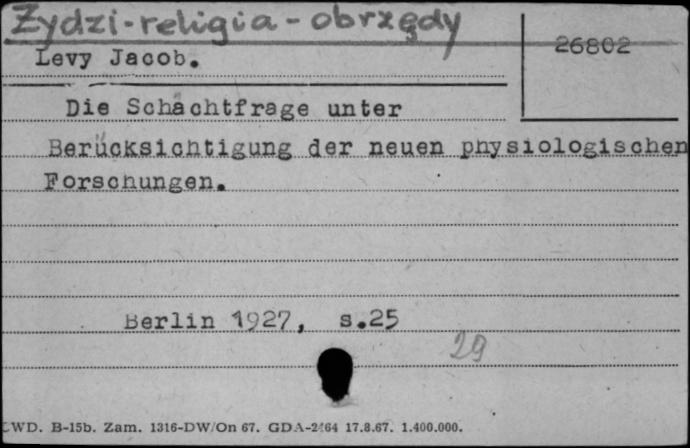 Żydzi-religia-obrzędy
26802
Levy Jacob.
Die Schächtfrage unter
Berücksichtigung der neuen physiologischen
Forschungen.
Berlin 1927, s.25
29
WD. B-15b. Zam. 1316-DW/On 67. GDA-2464 17.8.67. 1.400.000.